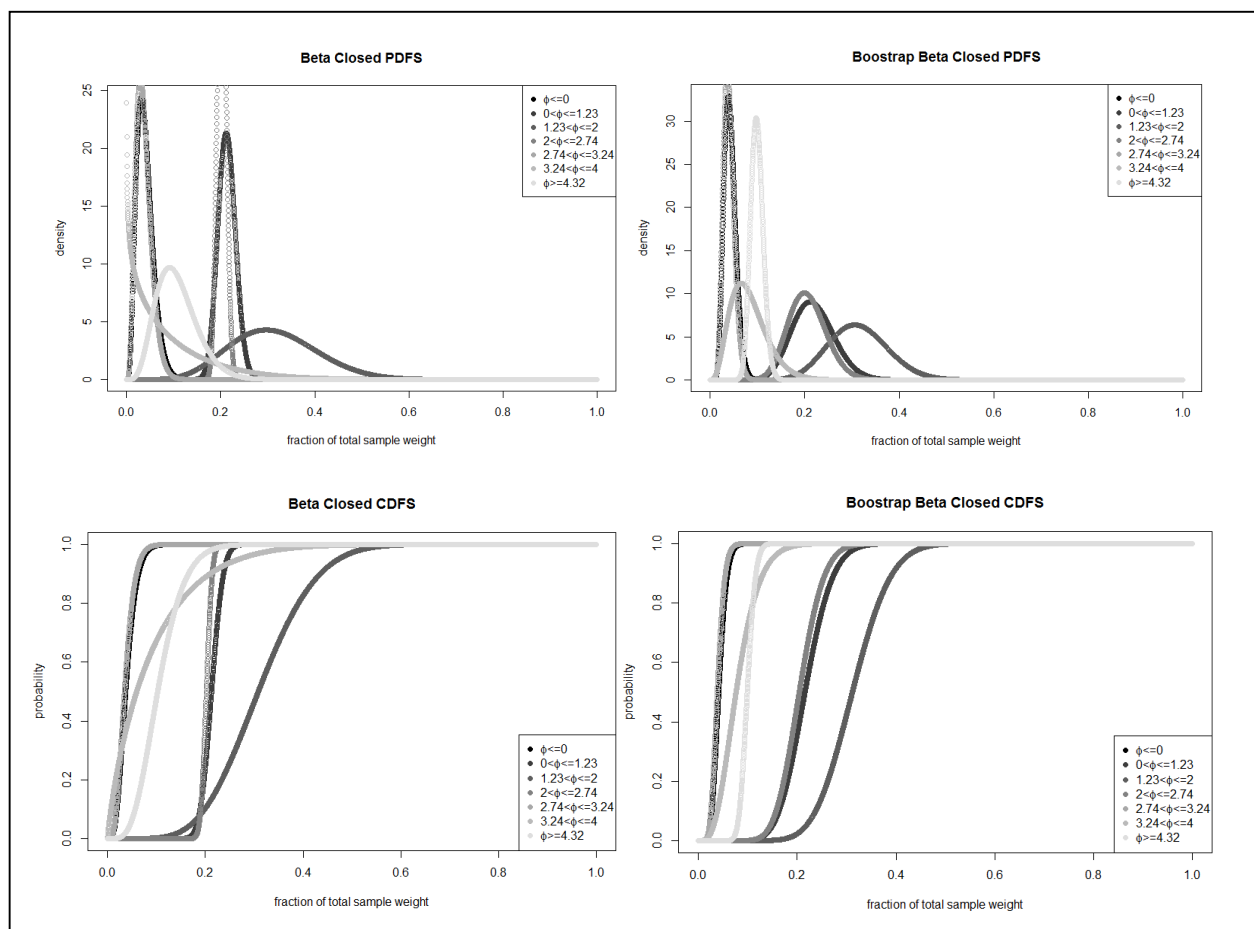 Beta Closed PDFS
density
25
20
15
10
5
0
ϕ<=0
0<ϕ<=1.23
1.23<ϕ<=2
2<ϕ<=2.74
2.74<ϕ<=3.24
3.24<ϕ<=4
ϕ>=4.32
0.0 0.2 0.4 0.6 0.8 1.0
fraction of total sample weight
Boostrap Beta Closed PDFS
density
30
25
20
15
10
5
0
ϕ<=0
0<ϕ<=1.23
1.23<ϕ<=2
2<ϕ<=2.74
2.74<ϕ<=3.24
3.24<ϕ<=4
ϕ>=4.32
0.0 0.2 0.4 0.6 0.8 1.0
fraction of total sample weight
Beta Closed CDFS
probability
1.0
0.8
0.6
0.4
0.2
0.0
ϕ<=0
0<ϕ<=1.23
1.23<ϕ<=2
2<ϕ<=2.74
2.74<ϕ<=3.24
3.24<ϕ<=4
ϕ>=4.32
0.0 0.2 0.4 0.6 0.8 1.0
fraction of total sample weight
Boostrap Beta Closed CDFS
probability
1.0
0.8
0.6
0.4
0.2
0.0
ϕ<=0
0<ϕ<=1.23
1.23<ϕ<=2
2<ϕ<=2.74
2.74<ϕ<=3.24
3.24<ϕ<=4
ϕ>=4.32
0.0 0.2 0.4 0.6 0.8 1.0
fraction of total sample weight